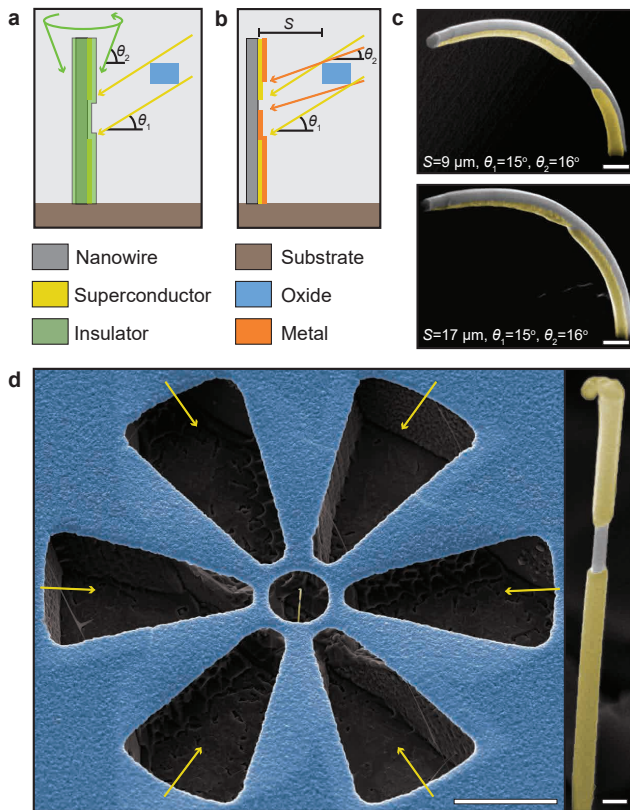 a
θ2
θ1
b
S
θ2
θ1
c
S=9 μm, θ1=15°, θ2=16°
S=17 μm, θ1=15°, θ2=16°
Nanowire
Substrate
Superconductor
Oxide
Insulator
Metal
d